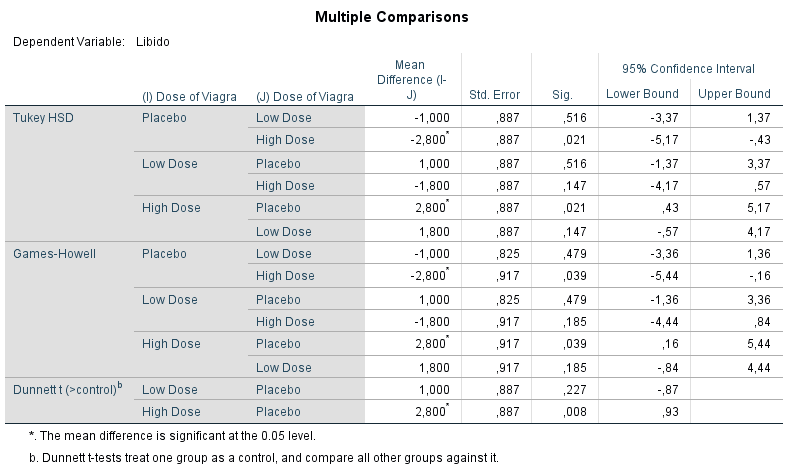 Multiple Comparisons
Dependent Variable: Libido
(I) Dose of Viagra (J) Dose of Viagra Mean Difference (I-J) Std. Error Sig. 95% Confidence Interval
Lower Bound Upper Bound
Tukey HSD Placebo Low Dose -1,000 ,887 ,516 -3,37 1,37
High Dose -2,800* ,887 ,021 -5,17 -,43
Low Dose Placebo 1,000 ,887 ,516 -1,37 3,37
High Dose -1,800 ,887 ,147 -4,17 ,57
High Dose Placebo 2,800* ,887 ,021 ,43 5,17
Low Dose 1,800 ,887 ,147 -,57 4,17
Games-Howell Placebo Low Dose -1,000 ,825 ,479 -3,36 1,36
High Dose -2,800* ,917 ,039 -5,44 -,16
Low Dose Placebo 1,000 ,825 ,479 -1,36 3,36
High Dose -1,800 ,917 ,185 -4,44 ,84
High Dose Placebo 2,800* ,917 ,039 ,16 5,44
Low Dose 1,800 ,917 ,185 -,84 4,44
Dunnett t (>control)b Low Dose Placebo 1,000 ,887 ,227 -,87
High Dose Placebo 2,800* ,887 ,008 ,93
*. The mean difference is significant at the 0.05 level.
b. Dunnett t-tests treat one group as a control, and compare all other groups against it.